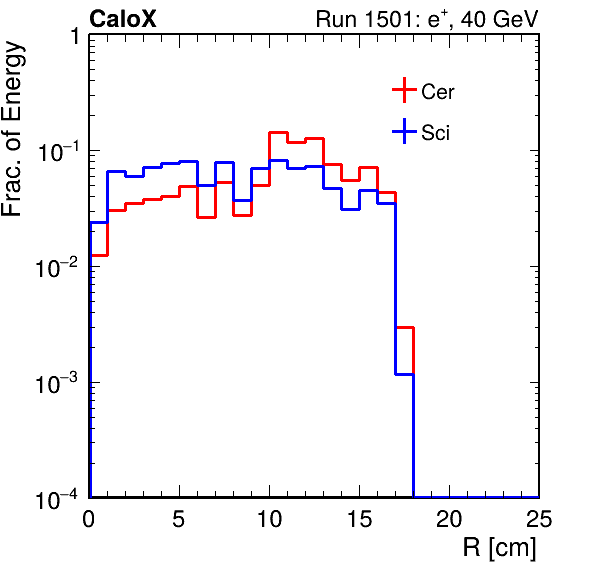 CaloX Run 1501: e⁺, 40 GeV
Frac. of Energy
1
10⁻¹
10⁻²
10⁻³
10⁻⁴
Cer
Sci
0 5 10 15 20 25
R [cm]